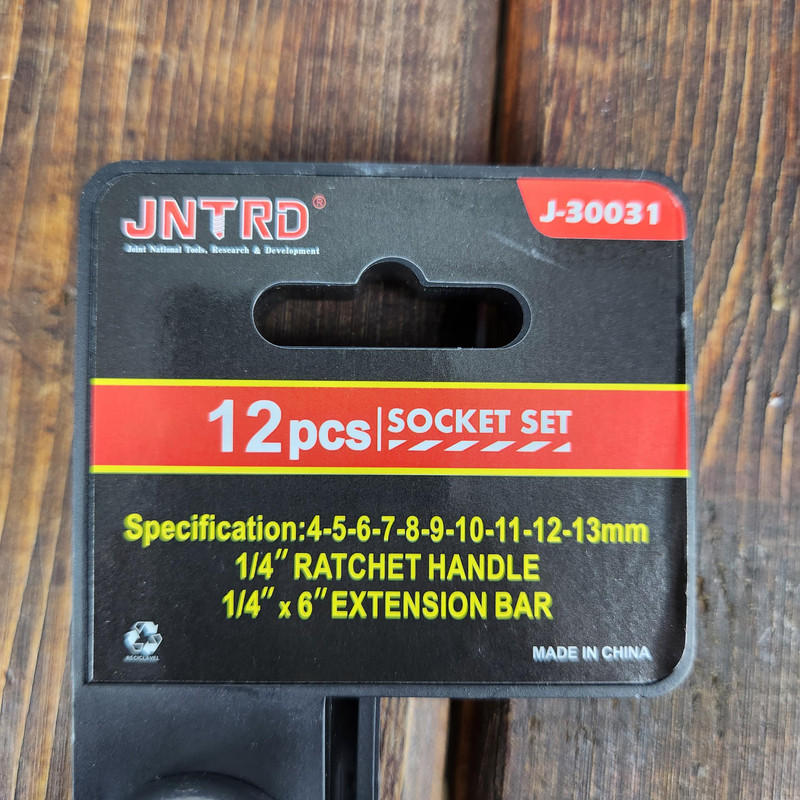 JNTRD®
Joint National Tools, Research & Development
J-30031
12pcs SOCKET SET
Specification:4-5-6-7-8-9-10-11-12-13mm
1/4" RATCHET HANDLE
1/4" x 6" EXTENSION BAR
RECICLAVEL
MADE IN CHINA